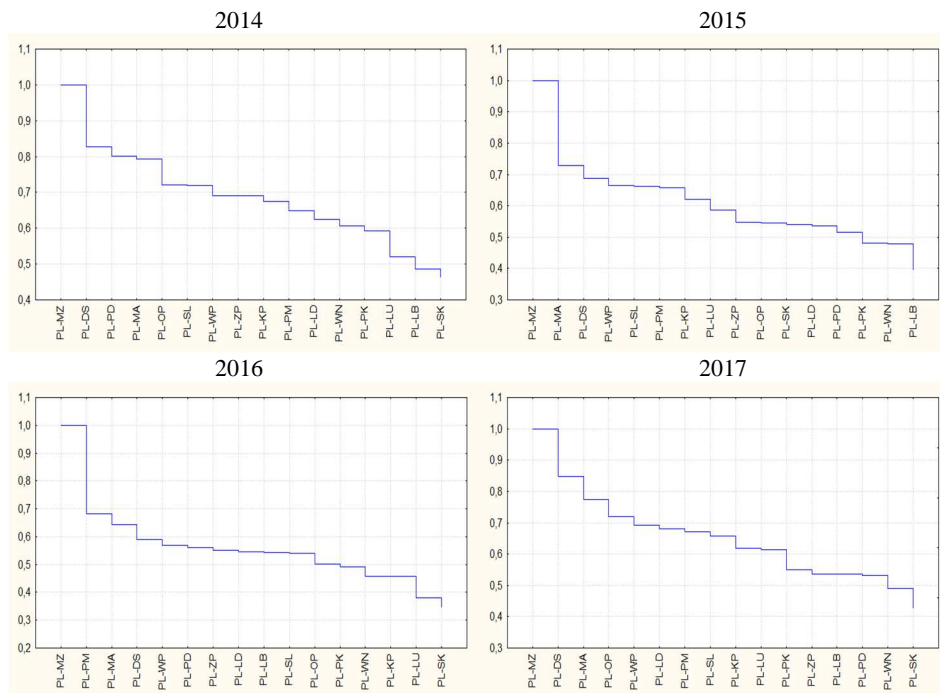 2014
1,1
1,0
0,9
0,8
0,7
0,6
0,5
0,4
PL-MZ
PL-DS
PL-PD
PL-MA
PL-OP
PL-SL
PL-WP
PL-ZP
PL-KP
PL-PM
PL-LD
PL-WN
PL-PK
PL-LU
PL-LB
PL-SK
2015
1,1
1,0
0,9
0,8
0,7
0,6
0,5
0,4
0,3
PL-MZ
PL-MA
PL-DS
PL-WP
PL-SL
PL-PM
PL-KP
PL-LU
PL-ZP
PL-OP
PL-SK
PL-LD
PL-PD
PL-PK
PL-WN
PL-LB
2016
1,1
1,0
0,9
0,8
0,7
0,6
0,5
0,4
0,3
0,2
PL-MZ
PL-PM
PL-MA
PL-DS
PL-WP
PL-PD
PL-ZP
PL-LD
PL-LB
PL-SL
PL-OP
PL-PK
PL-WN
PL-KP
PL-LU
PL-SK
2017
1,1
1,0
0,9
0,8
0,7
0,6
0,5
0,4
0,3
PL-MZ
PL-DS
PL-MA
PL-OP
PL-WP
PL-LD
PL-PM
PL-SL
PL-KP
PL-LU
PL-PK
PL-ZP
PL-LB
PL-PD
PL-WN
PL-SK